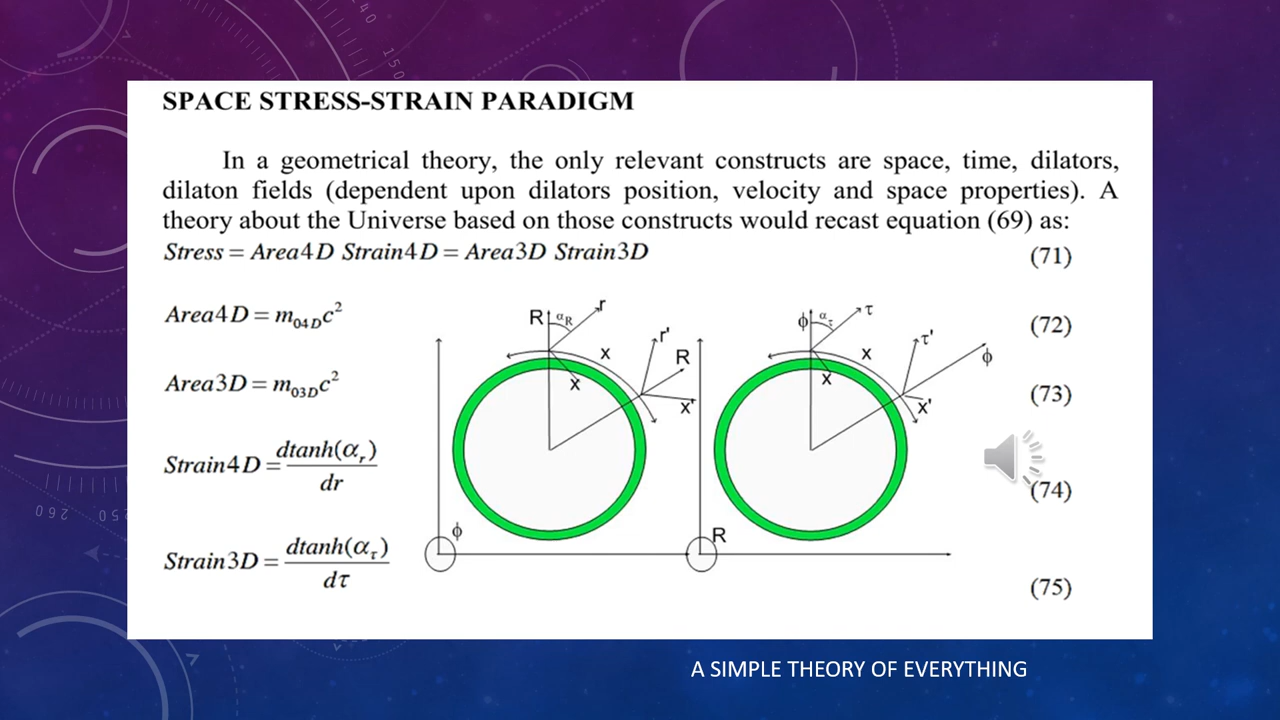 SPACE STRESS-STRAIN PARADIGM
In a geometrical theory, the only relevant constructs are space, time, dilators,
dilaton fields (dependent upon dilators position, velocity and space properties). A
theory about the Universe based on those constructs would recast equation (69) as:
Stress = Area4D Strain4D = Area3D Strain3D (71)
Area4D = m₀₄Dc² (72)
Area3D = m₀₃Dc² (73)
Strain4D = dtanh(αᵣ)/dr (74)
Strain3D = dtanh(ατ)/dτ (75)
R αR r
x
x
r'
R
x'
ϕ
ϕ ατ τ
x
x
τ'
ϕ
x'
R
A SIMPLE THEORY OF EVERYTHING
40
150
260